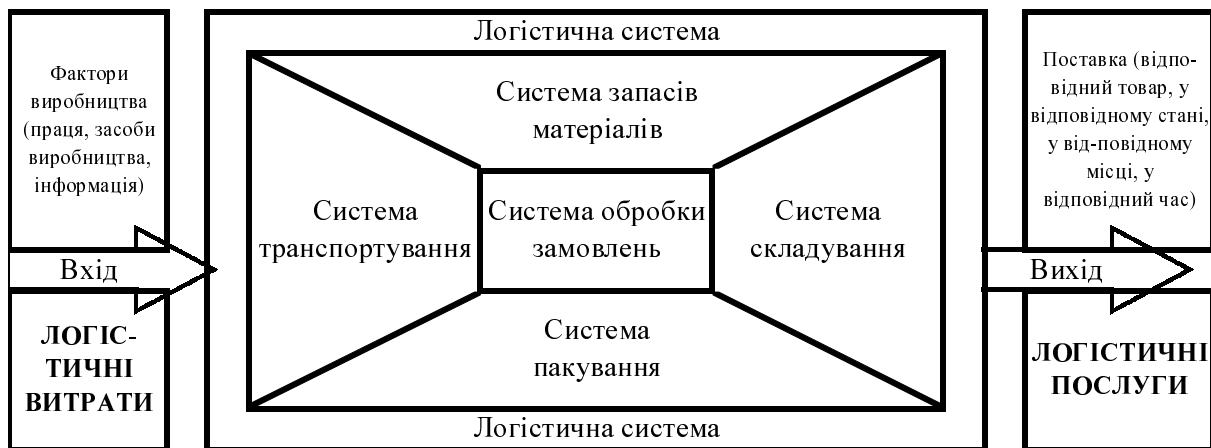 Фактори
виробництва
(праця, засоби
виробництва,
інформація)
Вхід
ЛОГІС-
ТИЧНІ
ВИТРАТИ
Логістична система
Система запасів
матеріалів
Система
транспортування
Система обробки
замовлень
Система
складування
Система
пакування
Логістична система
Поставка (відпо-
відний товар, у
відповідному стані,
у від-повідному
місці, у
відповідний час)
Вихід
ЛОГІСТИЧНІ
ПОСЛУГИ